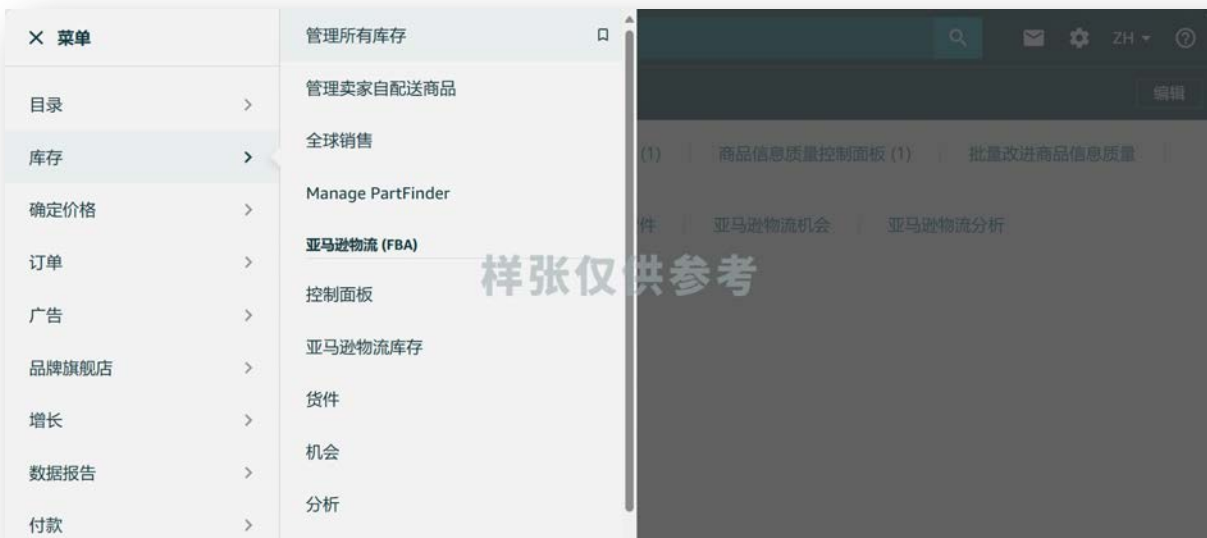 菜单
目录
库存
确定价格
订单
广告
品牌旗舰店
增长
数据报告
付款
管理所有库存
管理卖家自配送商品
全球销售
Manage PartFinder
亚马逊物流 (FBA)
控制面板
亚马逊物流库存
货件
机会
分析
ZH
编辑
(1) 商品信息质量控制面板 (1) 批量改进商品信息质量
件 亚马逊物流机会 亚马逊物流分析
样张仅供参考